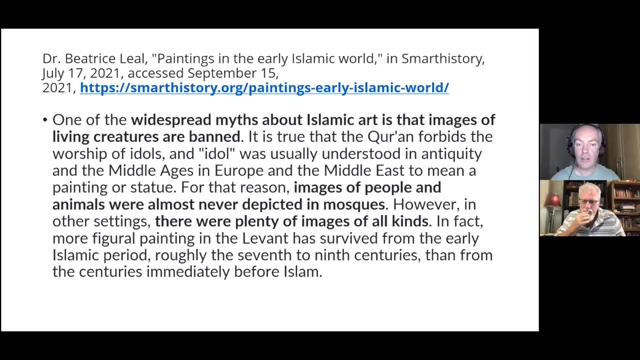 Dr. Beatrice Leal, "Paintings in the early Islamic world," in Smarthistory,
July 17, 2021, accessed September 15,
2021, https://smarthistory.org/paintings-early-islamic-world/
• One of the widespread myths about Islamic art is that images of
living creatures are banned. It is true that the Qur'an forbids the
worship of idols, and "idol" was usually understood in antiquity
and the Middle Ages in Europe and the Middle East to mean a
painting or statue. For that reason, images of people and
animals were almost never depicted in mosques. However, in
other settings, there were plenty of images of all kinds. In fact,
more figural painting in the Levant has survived from the early
Islamic period, roughly the seventh to ninth centuries, than from
the centuries immediately before Islam.